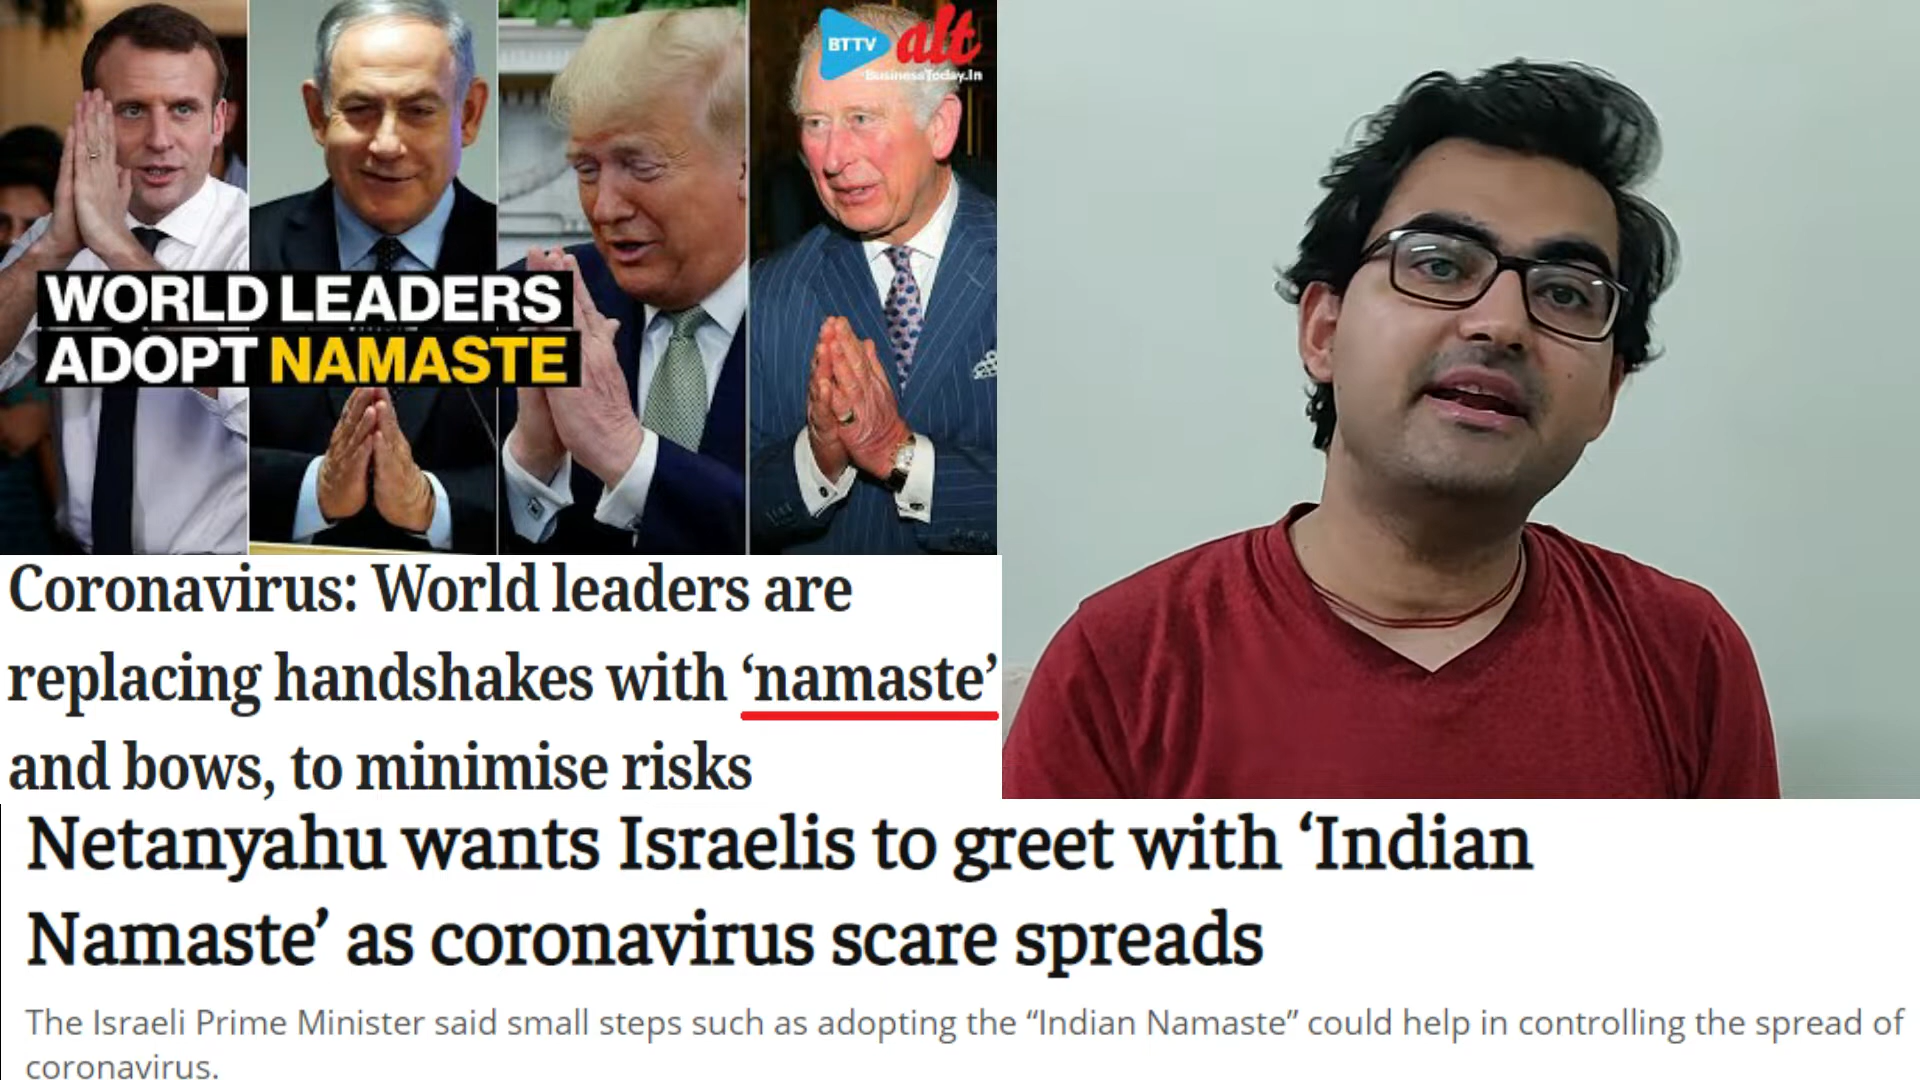 BTTV alt
BusinessToday.In
WORLD LEADERS
ADOPT NAMASTE
Coronavirus: World leaders are
replacing handshakes with ‘namaste’
and bows, to minimise risks
Netanyahu wants Israelis to greet with ‘Indian
Namaste’ as coronavirus scare spreads
The Israeli Prime Minister said small steps such as adopting the “Indian Namaste” could help in controlling the spread of
coronavirus.